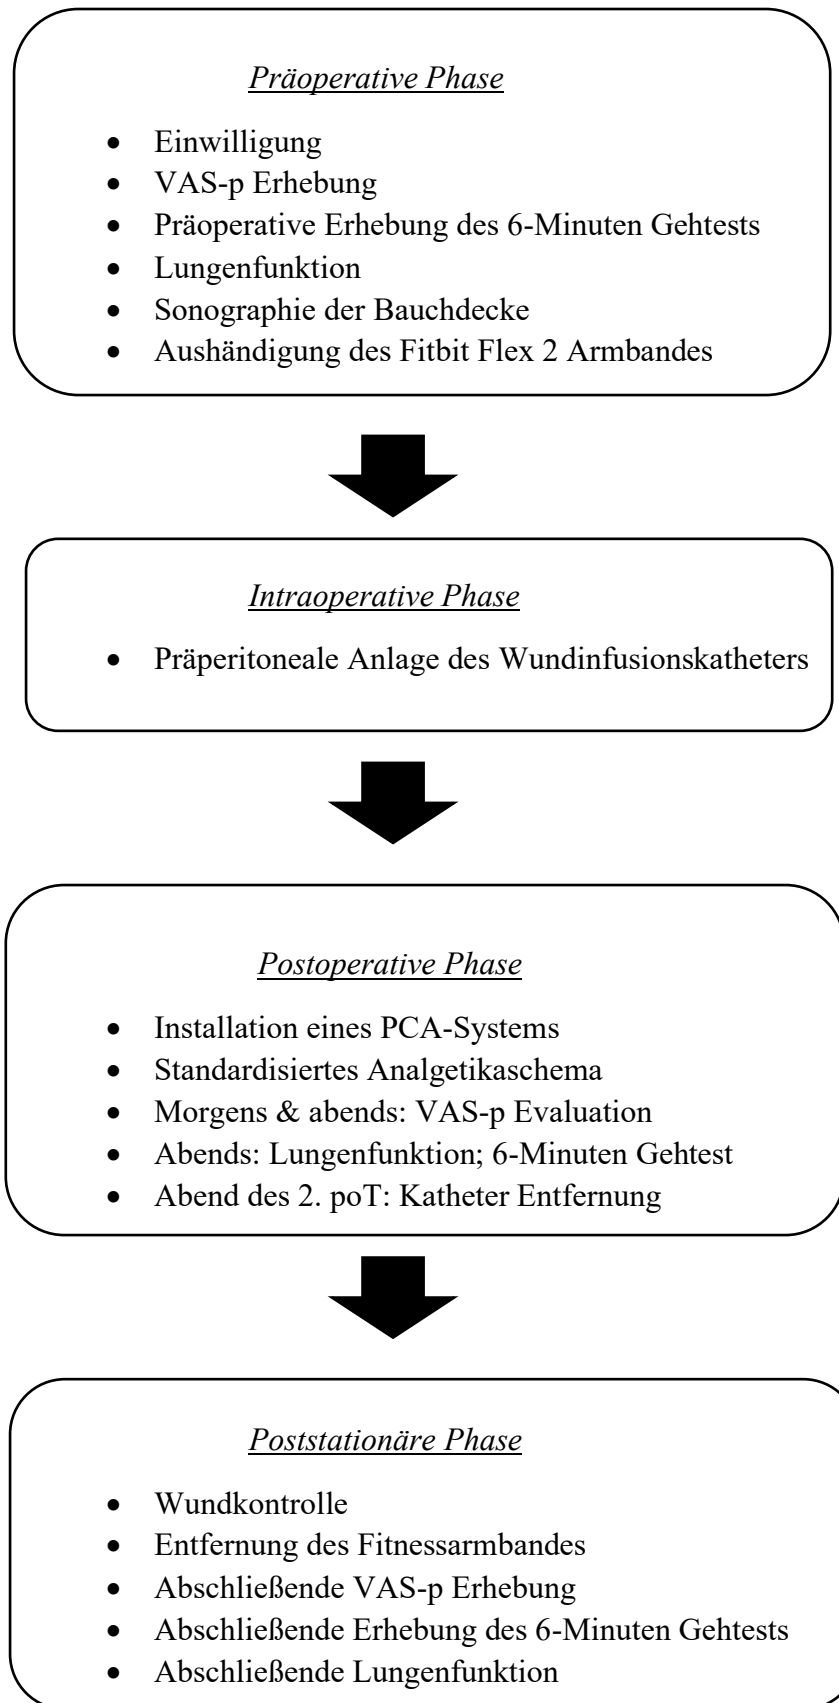 Präoperative Phase
• Einwilligung
• VAS-p Erhebung
• Präoperative Erhebung des 6-Minuten Gehtests
• Lungenfunktion
• Sonographie der Bauchdecke
• Aushändigung des Fitbit Flex 2 Armbandes
Intraoperative Phase
• Präperitoneale Anlage des Wundinfusionskatheters
Postoperative Phase
• Installation eines PCA-Systems
• Standardisiertes Analgetikaschema
• Morgens & abends: VAS-p Evaluation
• Abends: Lungenfunktion; 6-Minuten Gehtest
• Abend des 2. poT: Katheter Entfernung
Poststationäre Phase
• Wundkontrolle
• Entfernung des Fitnessarmbandes
• Abschließende VAS-p Erhebung
• Abschließende Erhebung des 6-Minuten Gehtests
• Abschließende Lungenfunktion